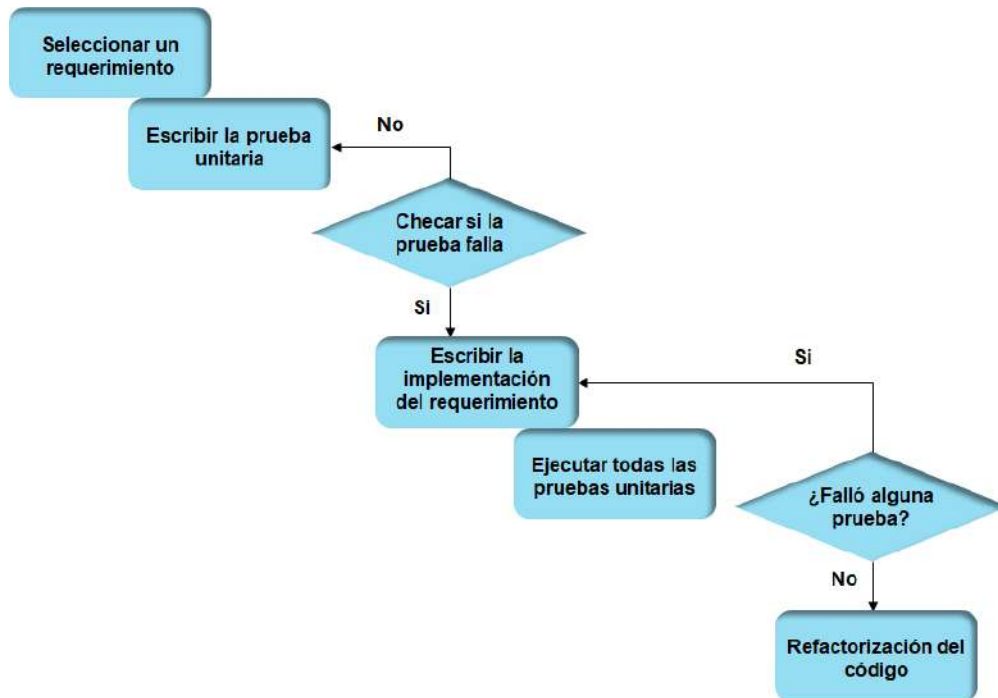 Seleccionar un
requerimiento
Escribir la prueba
unitaria
No
Checar si la
prueba falla
Si
Escribir la
implementación
del requerimiento
Si
Ejecutar todas las
pruebas unitarias
¿Falló alguna
prueba?
No
Refactorización del
código